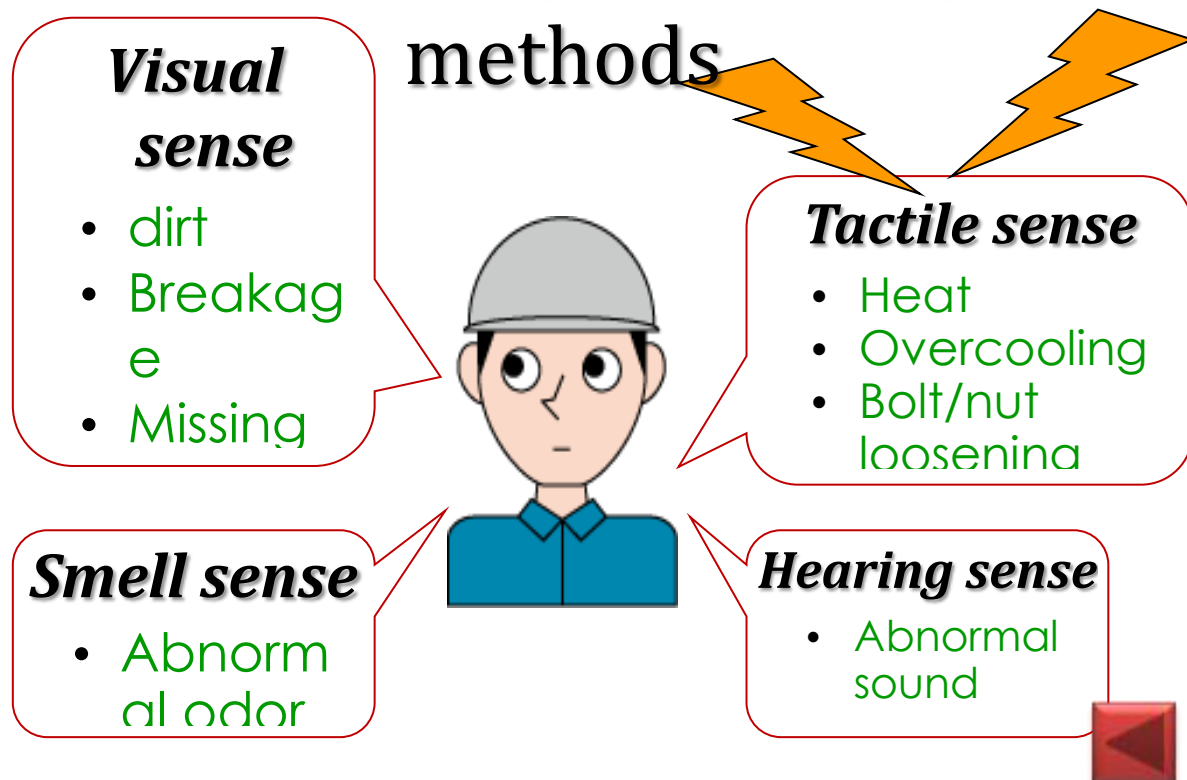 methods
Visual
sense
• dirt
• Breakag
e
• Missing
Tactile sense
• Heat
• Overcooling
• Bolt/nut
loosening
Smell sense
• Abnorm
al odor
Hearing sense
• Abnormal
sound